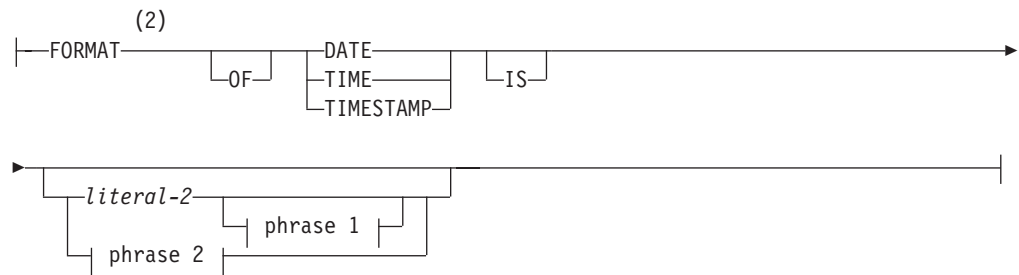 (2)
FORMAT OF DATE IS
TIME
TIMESTAMP
literal-2
phrase 1
phrase 2